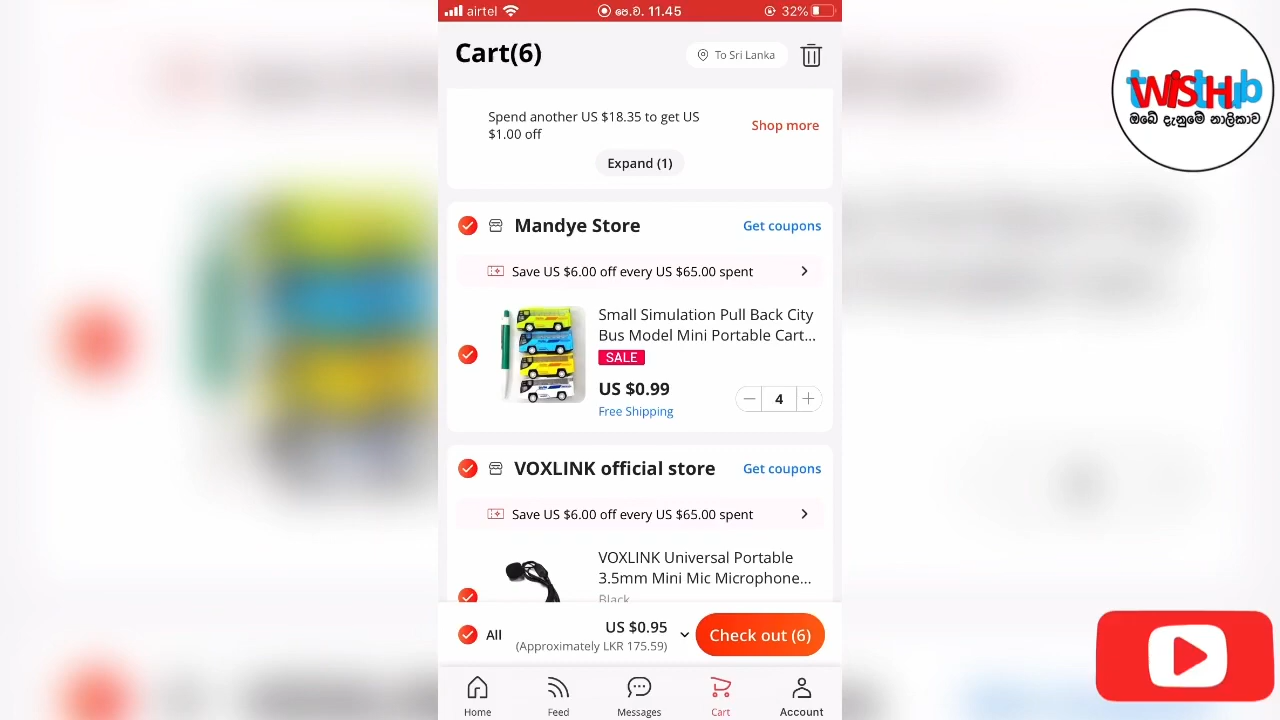 airtel
පෙ.ව. 11.45
32%
Cart(6)
To Sri Lanka
Spend another US $18.35 to get US
$1.00 off
Shop more
Expand (1)
Mandye Store
Get coupons
Save US $6.00 off every US $65.00 spent
Small Simulation Pull Back City
Bus Model Mini Portable Cart...
SALE
US $0.99
Free Shipping
4
VOXLINK official store
Get coupons
Save US $6.00 off every US $65.00 spent
VOXLINK Universal Portable
3.5mm Mini Mic Microphone...
Black
All
US $0.95
(Approximately LKR 175.59)
Check out (6)
Home
Feed
Messages
Cart
Account
TWISTHUB
ඔබේ දැනුමේ නාලිකාව